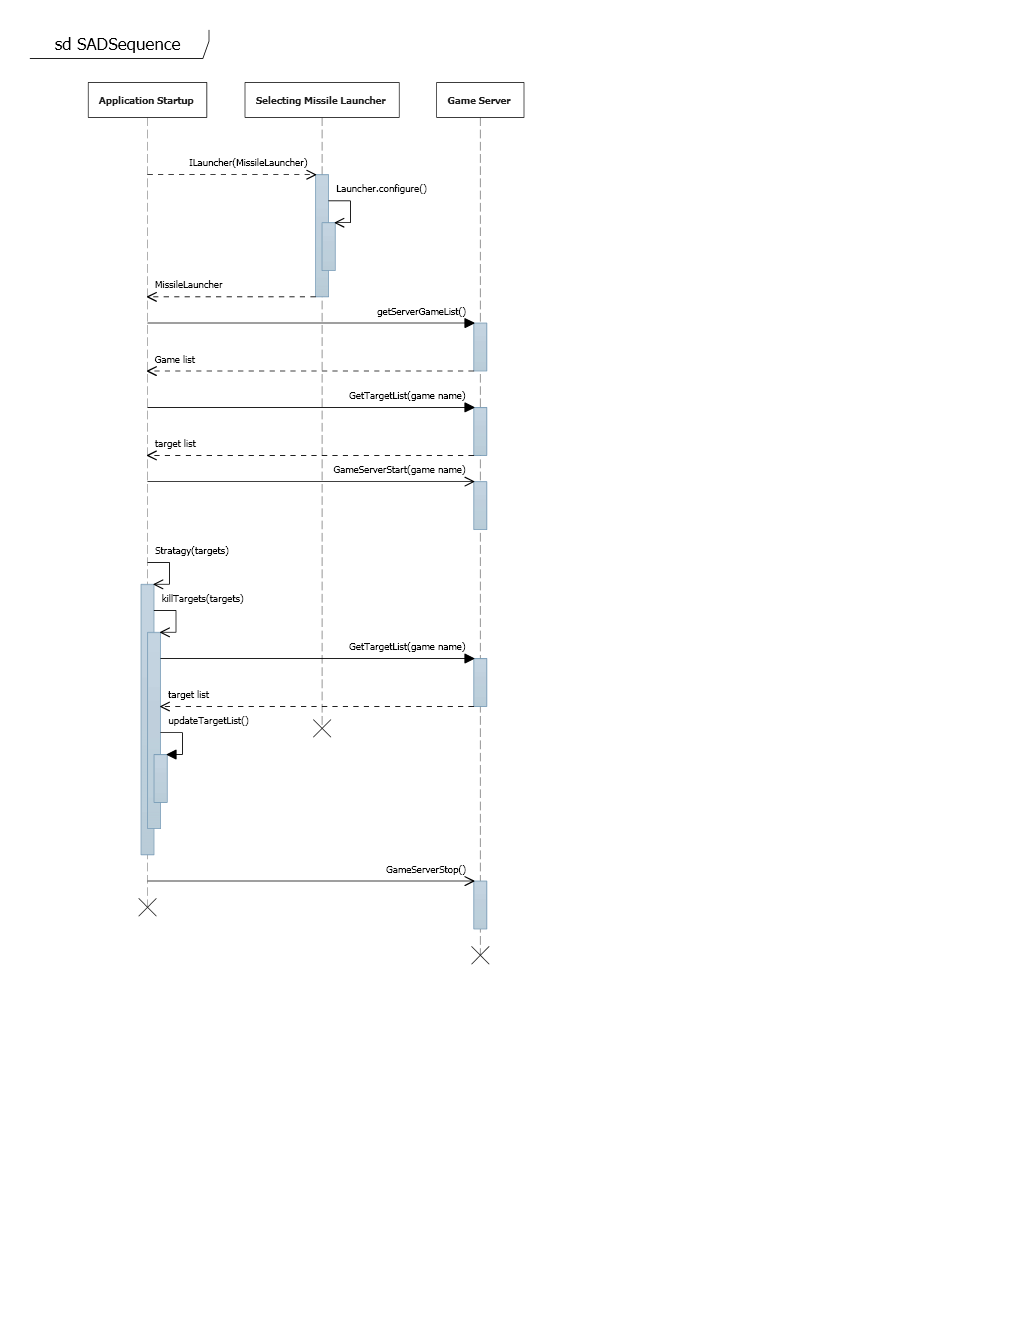 sd SADSequence
Application Startup
Selecting Missile Launcher
Game Server
ILauncher(MissileLauncher)
Launcher.configure()
MissileLauncher
getServerGameList()
Game list
GetTargetList(game name)
target list
GameServerStart(game name)
Stratagy(targets)
killTargets(targets)
GetTargetList(game name)
target list
updateTargetList()
GameServerStop()